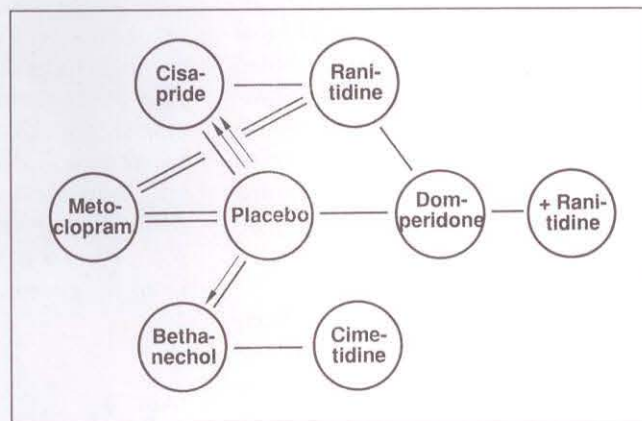 Cisa-
pride
Rani-
tidine
Meto-
clopram.
Placebo
Dom-
peridone
+ Rani-
tidine
Betha-
nechol
Cime-
tidine